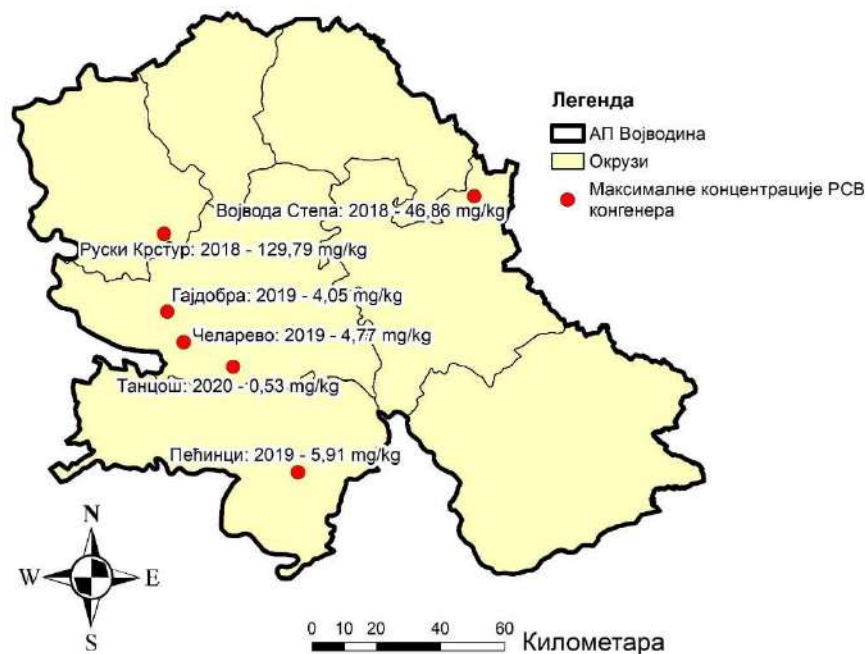 Легенда
АП Војводина
Окрузи
Максималне концентрације PCB
конгенера
Војвода Степа: 2018 - 46,86 mg/kg
Руски Крстур: 2018 - 129,79 mg/kg
Гајдобра: 2019 - 4,05 mg/kg
Челарево: 2019 - 4,77 mg/kg
Танцош: 2020 - 0,53 mg/kg
Пећинци: 2019 - 5,91 mg/kg
N
W E
S
0 10 20 40 60
Километара